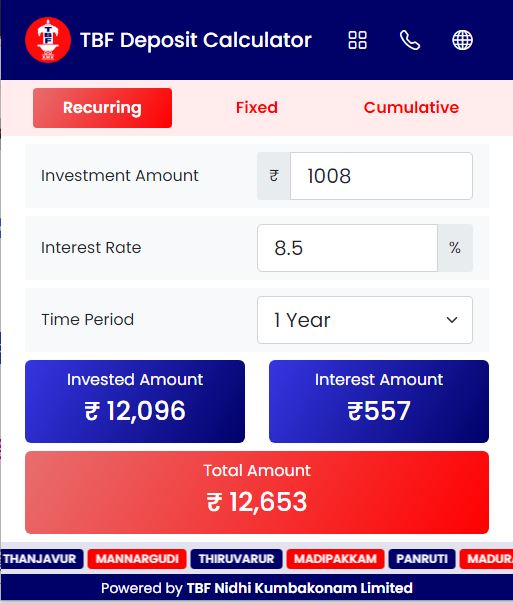 TBF
TBF Deposit Calculator
Recurring Fixed Cumulative
Investment Amount ₹ 1008
Interest Rate 8.5 %
Time Period 1 Year
Invested Amount Interest Amount
₹ 12,096 ₹557
Total Amount
₹ 12,653
THANJAVUR MANNARGUDI THIRUVARUR MADIPAKKAM PANRUTI MADURA
Powered by TBF Nidhi Kumbakonam Limited